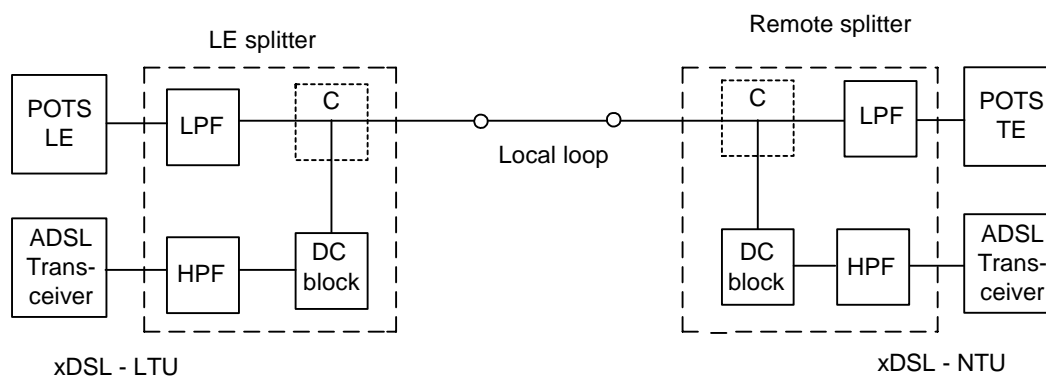 LE splitter
Remote splitter
POTS
LE
LPF
C
C
LPF
POTS
TE
Local loop
ADSL
Trans-
ceiver
HPF
DC
block
DC
block
HPF
ADSL
Trans-
ceiver
xDSL - LTU
xDSL - NTU